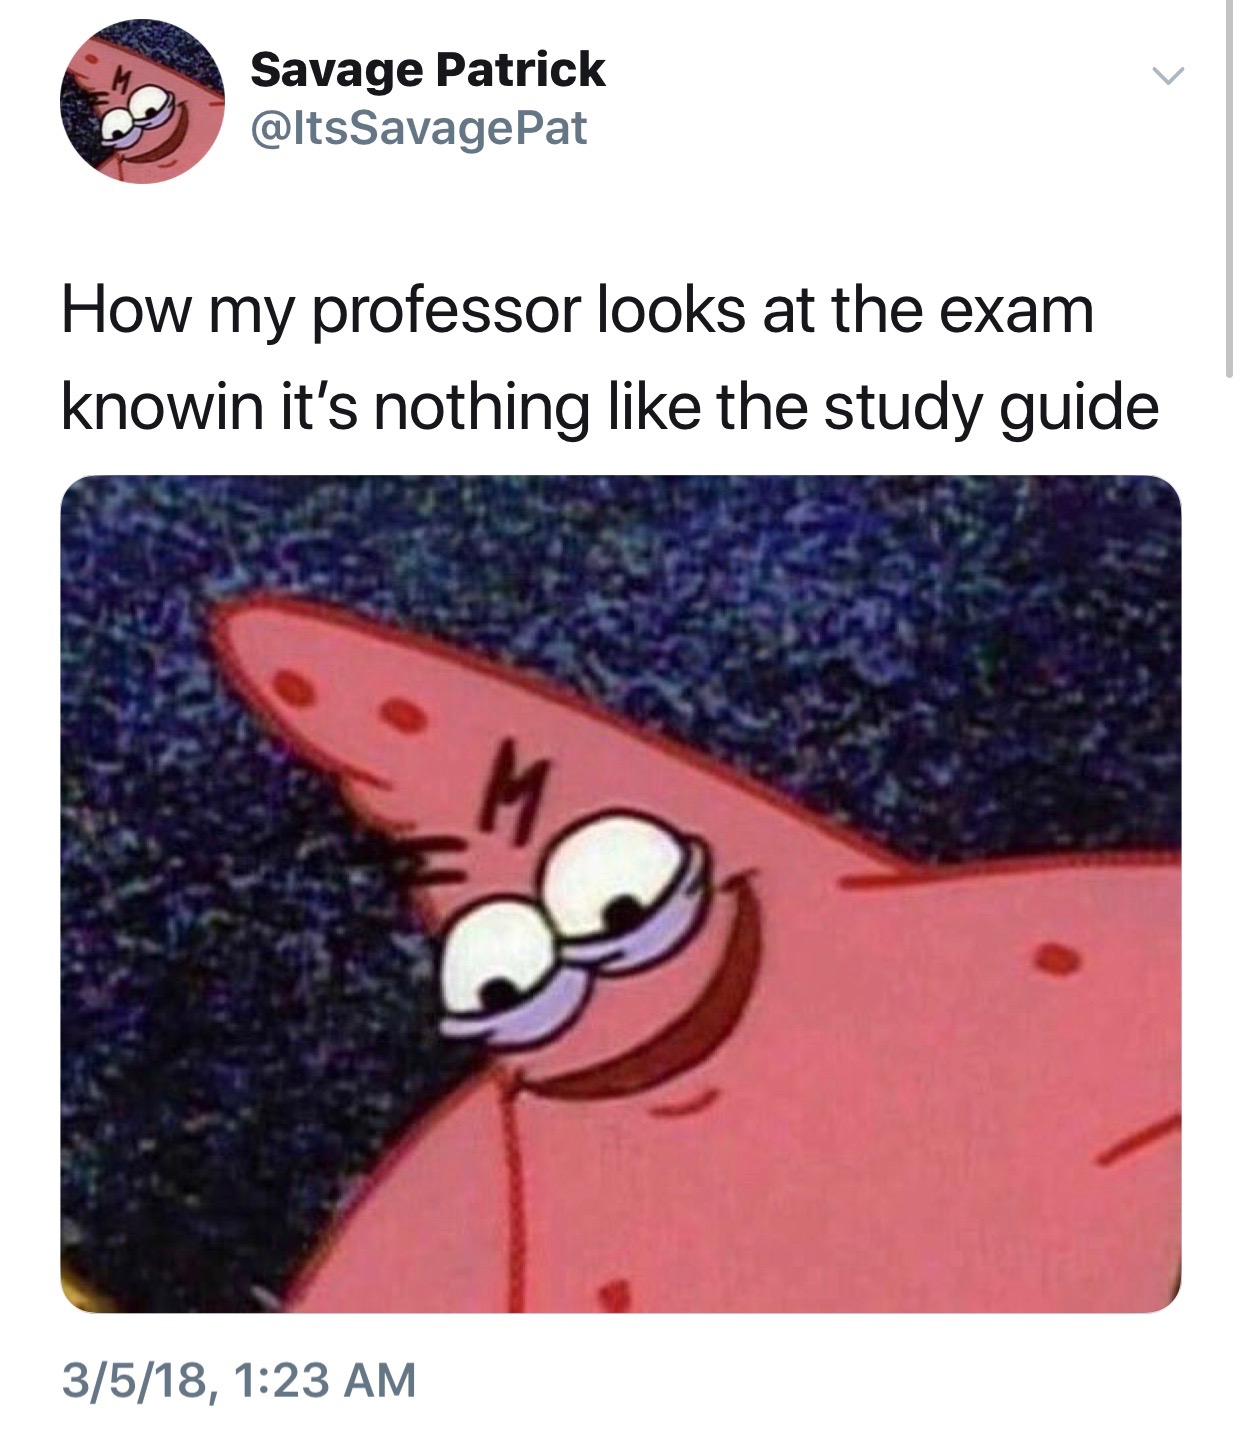 Savage Patrick
@ItsSavagePat
How my professor looks at the exam
knowin it’s nothing like the study guide
3/5/18, 1:23 AM